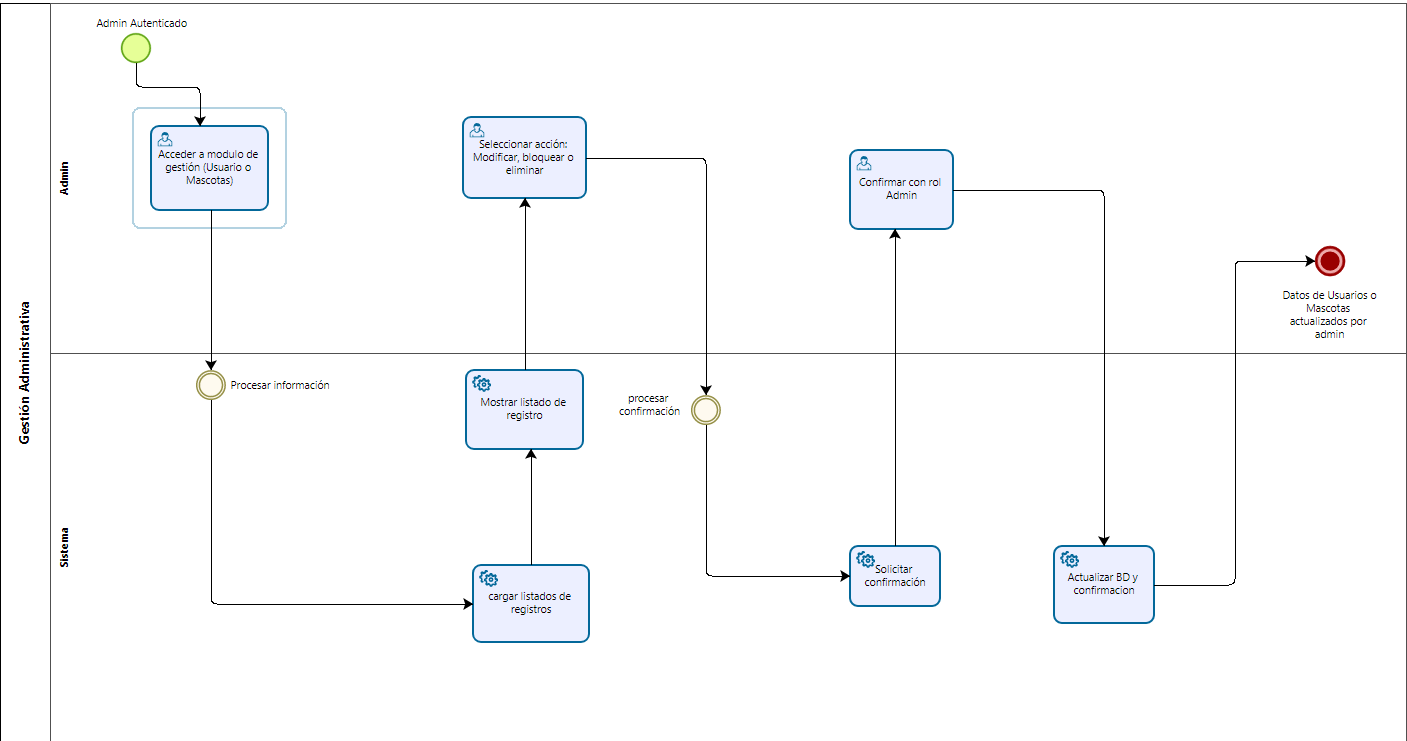 Gestión Administrativa
Admin
Admin Autenticado
Acceder a modulo de
gestión (Usuario o
Mascotas)
Seleccionar acción:
Modificar, bloquear o
eliminar
Confirmar con rol
Admin
Datos de Usuarios o
Mascotas
actualizados por
admin
Sistema
Procesar información
Mostrar listado de
registro
procesar
confirmación
cargar listados de
registros
Solicitar
confirmación
Actualizar BD y
confirmacion